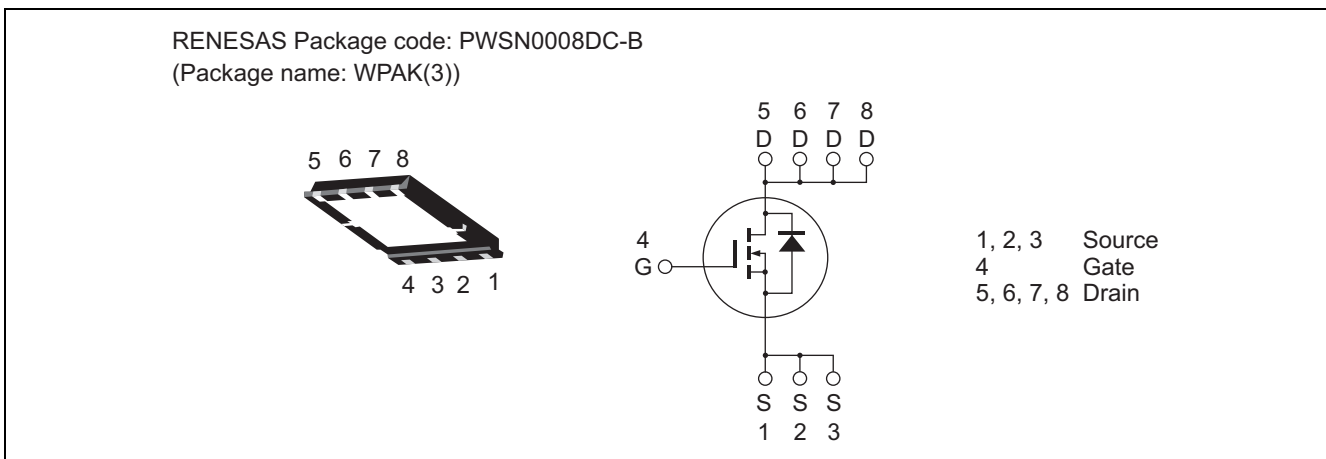 RENESAS Package code: PWSN0008DC-B
(Package name: WPAK(3))
5 6 7 8
4 3 2 1
5 6 7 8
D D D D
4
G
S S S
1 2 3
1, 2, 3 Source
4 Gate
5, 6, 7, 8 Drain